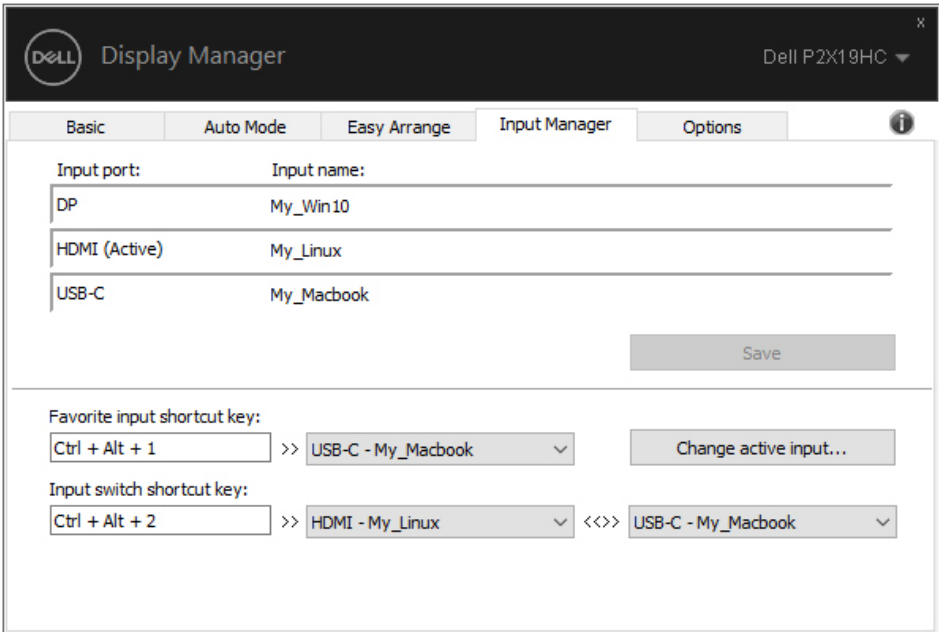 x
DELL Display Manager Dell P2X19HC
Basic Auto Mode Easy Arrange Input Manager Options i
Input port: Input name:
DP My_Win10
HDMI (Active) My_Linux
USB-C My_Macbook
Save
Favorite input shortcut key:
Ctrl + Alt + 1 >> USB-C - My_Macbook Change active input...
Input switch shortcut key:
Ctrl + Alt + 2 >> HDMI - My_Linux <<>> USB-C - My_Macbook